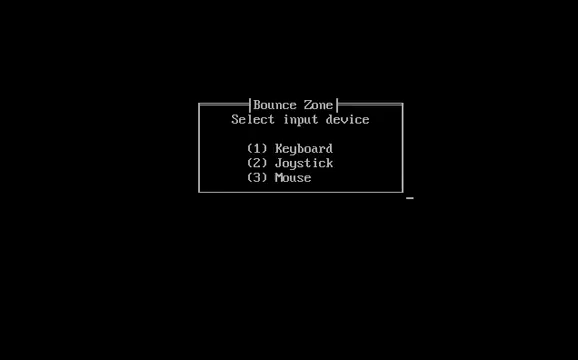 Bounce Zone
Select input device
(1) Keyboard
(2) Joystick
(3) Mouse